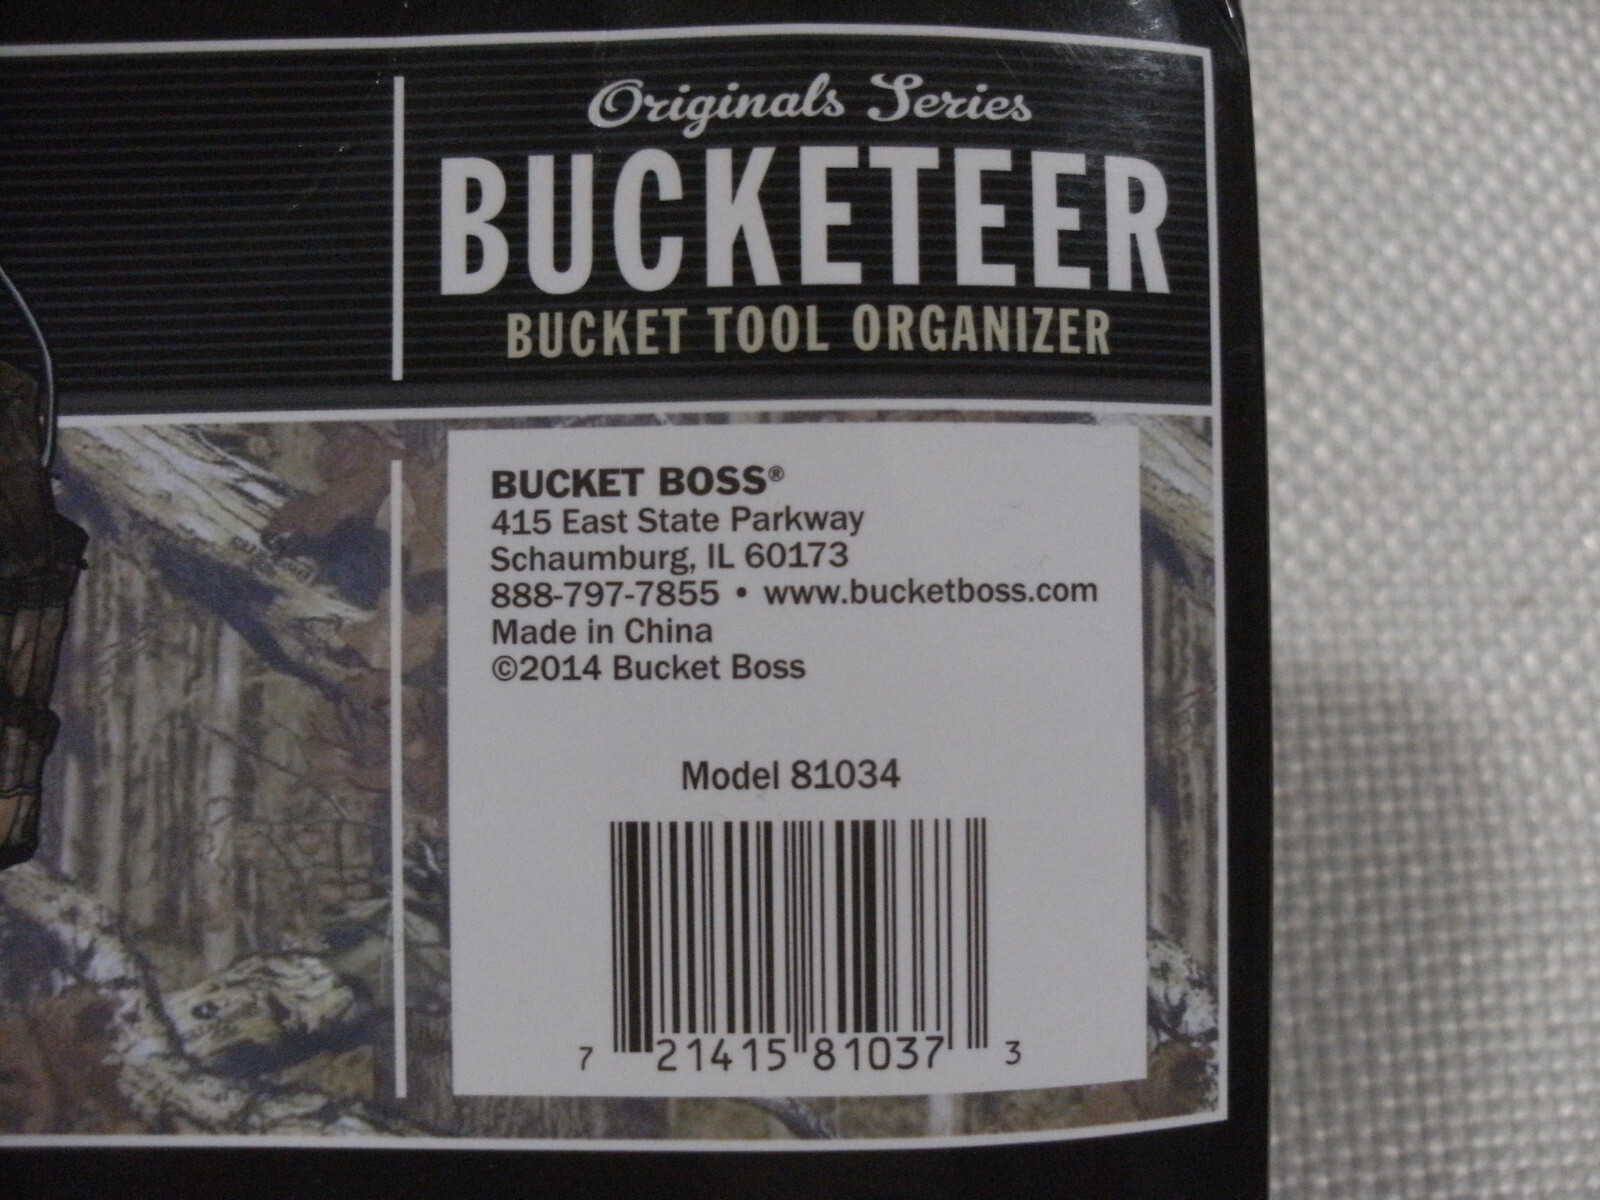 Originals Series
BUCKETEER
BUCKET TOOL ORGANIZER
BUCKET BOSS®
415 East State Parkway
Schaumburg, IL 60173
888-797-7855 • www.bucketboss.com
Made in China
©2014 Bucket Boss
Model 81034
7 21415 81037 3